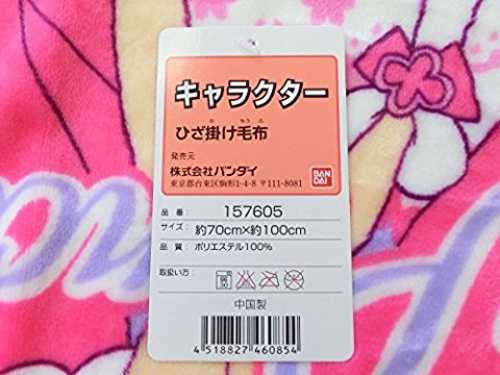 キャラクター
ひざ掛け毛布
発売元
株式会社バンダイ
東京都台東区駒形1-4-8 〒111-8081
BAN
DAI
品番: 157605
サイズ: 約70cm×約100cm
品質: ポリエステル100%
取扱い方:
中国製
4518827460854